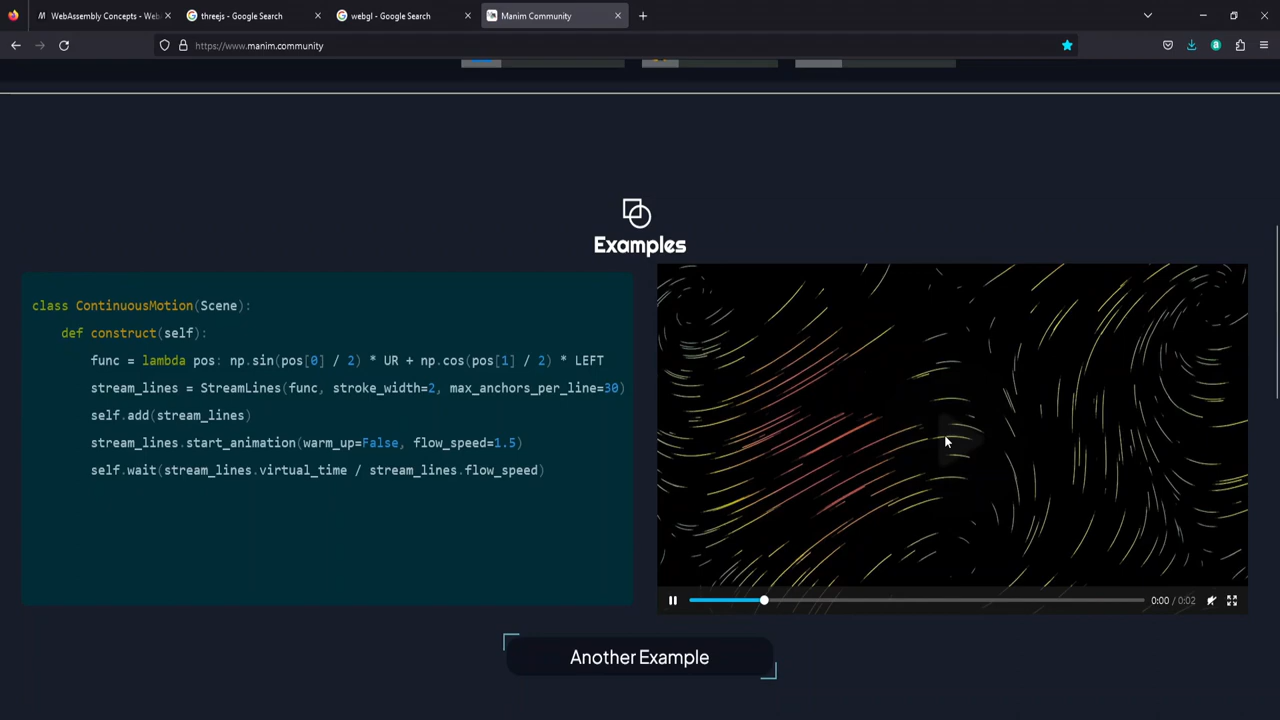 WebAssembly Concepts - Web
threejs - Google Search
webgl - Google Search
Manim Community
https://www.manim.community
Examples
class ContinuousMotion(Scene):
def construct(self):
func = lambda pos: np.sin(pos[0] / 2) * UR + np.cos(pos[1] / 2) * LEFT
stream_lines = StreamLines(func, stroke_width=2, max_anchors_per_line=30)
self.add(stream_lines)
stream_lines.start_animation(warm_up=False, flow_speed=1.5)
self.wait(stream_lines.virtual_time / stream_lines.flow_speed)
0:00 / 0:02
Another Example